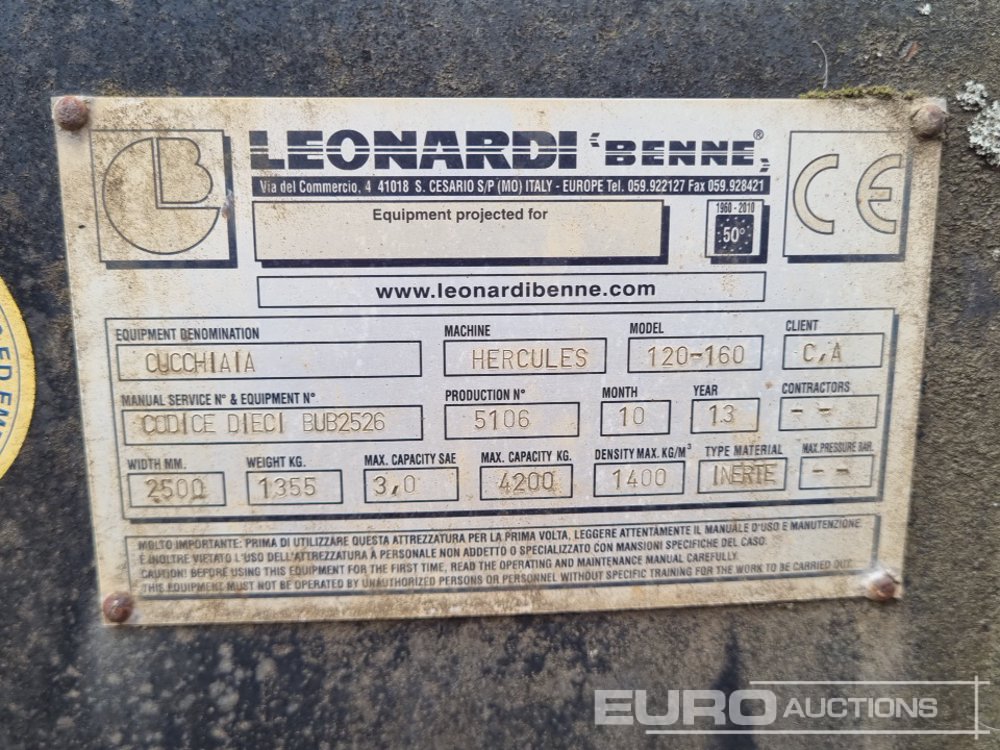 LEONARDI BENNE®
Via del Commercio, 4 41018 S. CESARIO S/P (MO) ITALY - EUROPE Tel. 059.922127 Fax 059.928421
LB
Equipment projected for
1960 - 2010
50°
CE
www.leonardibenne.com
EQUIPMENT DENOMINATION MACHINE MODEL CLIENT
CUCCHIAIA HERCULES 120-160 C,A
MANUAL SERVICE N° & EQUIPMENT N° PRODUCTION N° MONTH YEAR CONTRACTORS
CODICE DIECI BUB2526 5106 10 13 --
WIDTH MM. WEIGHT KG. MAX. CAPACITY SAE MAX. CAPACITY KG. DENSITY MAX. KG/M³ TYPE MATERIAL MAX. PRESSURE BAR.
2500 1355 3,0 4200 1400 INERTE --
MOLTO IMPORTANTE: PRIMA DI UTILIZZARE QUESTA ATTREZZATURA PER LA PRIMA VOLTA, LEGGERE ATTENTAMENTE IL MANUALE D'USO E MANUTENZIONE
È INOLTRE VIETATO L'USO DELL'ATTREZZATURA A PERSONALE NON ADDETTO O SPECIALIZZATO CON MANSIONI SPECIFICHE DEL CASO.
CAUTION! BEFORE USING THIS EQUIPMENT FOR THE FIRST TIME, READ THE OPERATING AND MAINTENANCE MANUAL CAREFULLY.
THIS EQUIPMENT MUST NOT BE OPERATED BY UNAUTHORIZED PERSONS OR PERSONNEL WITHOUT SPECIFIC TRAINING FOR THE WORK TO BE CARRIED OUT.
EURO AUCTIONS